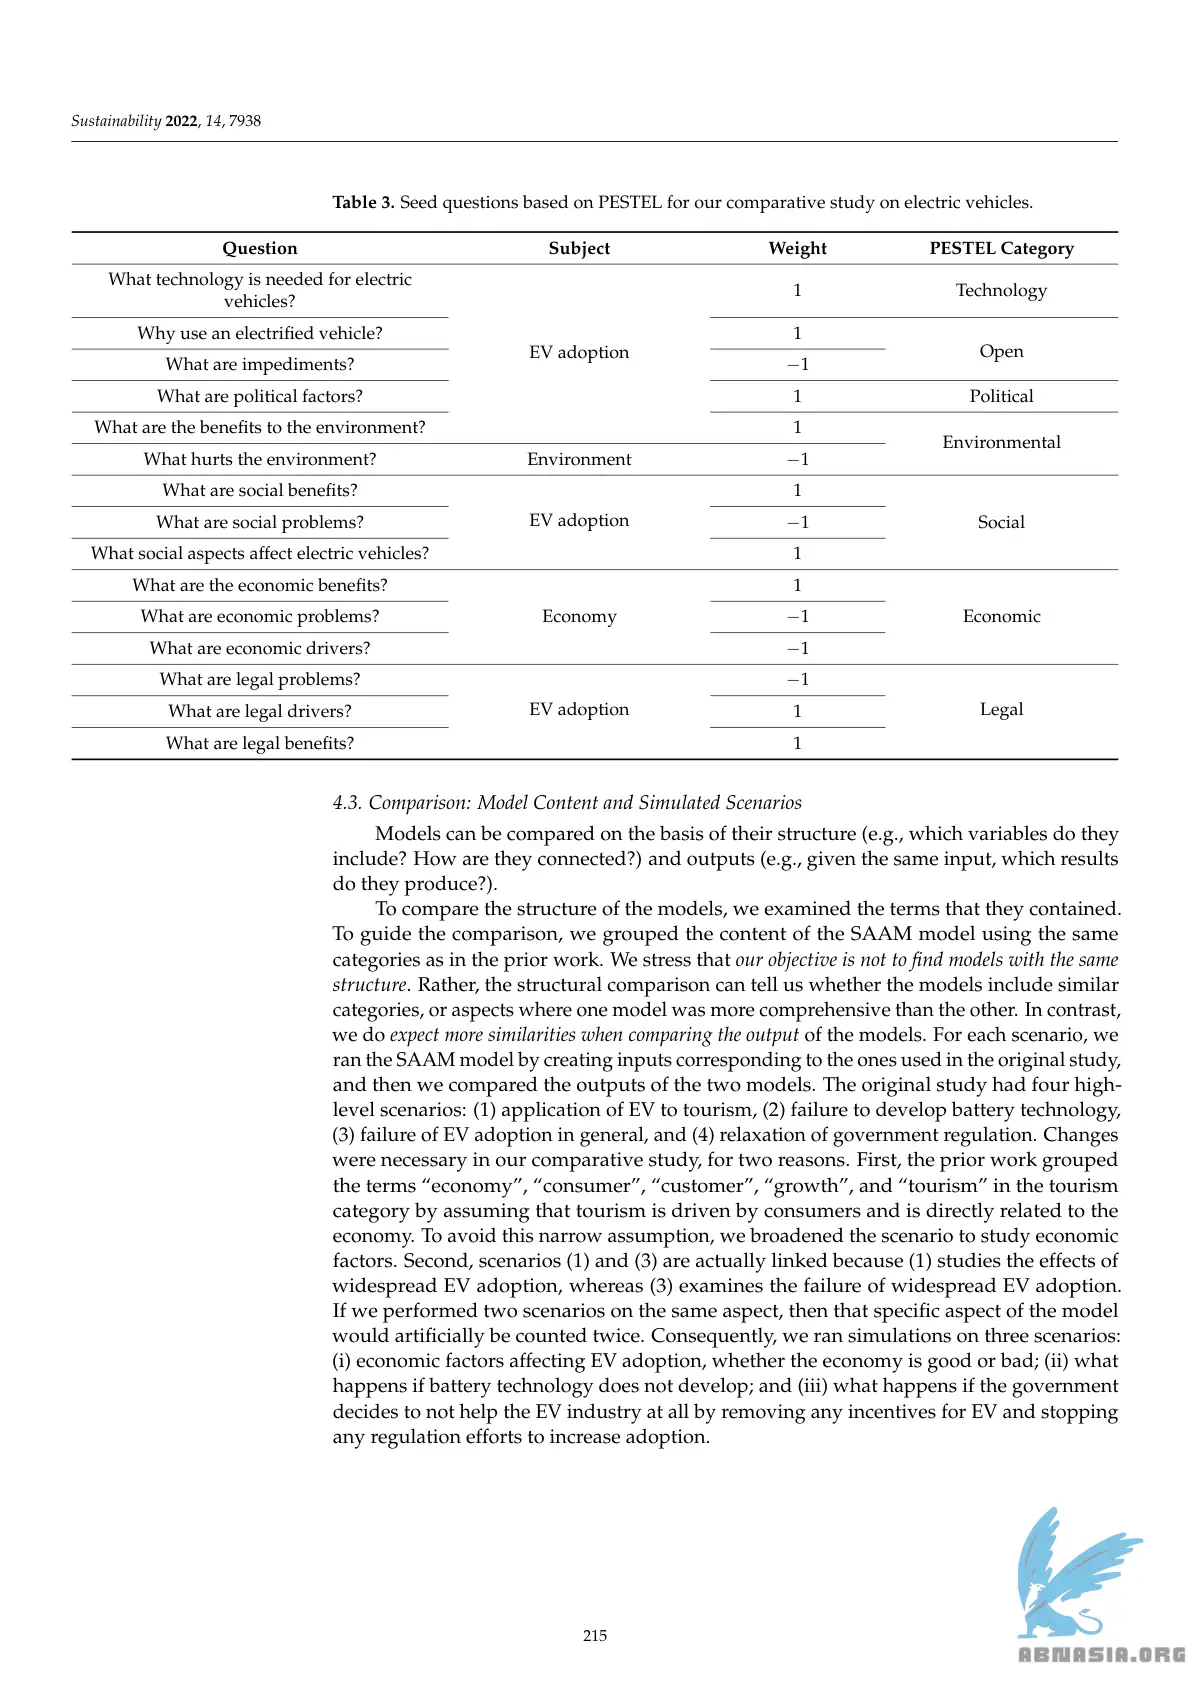 Sustainability 2022, 14, 7938
Table 3. Seed questions based on PESTEL for our comparative study on electric vehicles.
Question Subject Weight PESTEL Category
What technology is needed for electric
vehicles?
1 Technology
Why use an electrified vehicle? 1
EV adoption Open
What are impediments? −1
What are political factors? 1 Political
What are the benefits to the environment? 1
Environmental
What hurts the environment? Environment −1
What are social benefits? 1
What are social problems? EV adoption −1 Social
What social aspects affect electric vehicles? 1
What are the economic benefits? 1
What are economic problems? Economy −1 Economic
What are economic drivers? −1
What are legal problems? −1
What are legal drivers? EV adoption 1 Legal
What are legal benefits? 1
4.3. Comparison: Model Content and Simulated Scenarios
Models can be compared on the basis of their structure (e.g., which variables do they
include? How are they connected?) and outputs (e.g., given the same input, which results
do they produce?).
To compare the structure of the models, we examined the terms that they contained.
To guide the comparison, we grouped the content of the SAAM model using the same
categories as in the prior work. We stress that our objective is not to find models with the same
structure. Rather, the structural comparison can tell us whether the models include similar
categories, or aspects where one model was more comprehensive than the other. In contrast,
we do expect more similarities when comparing the output of the models. For each scenario, we
ran the SAAM model by creating inputs corresponding to the ones used in the original study,
and then we compared the outputs of the two models. The original study had four high-
level scenarios: (1) application of EV to tourism, (2) failure to develop battery technology,
(3) failure of EV adoption in general, and (4) relaxation of government regulation. Changes
were necessary in our comparative study, for two reasons. First, the prior work grouped
the terms “economy”, “consumer”, “customer”, “growth”, and “tourism” in the tourism
category by assuming that tourism is driven by consumers and is directly related to the
economy. To avoid this narrow assumption, we broadened the scenario to study economic
factors. Second, scenarios (1) and (3) are actually linked because (1) studies the effects of
widespread EV adoption, whereas (3) examines the failure of widespread EV adoption.
If we performed two scenarios on the same aspect, then that specific aspect of the model
would artificially be counted twice. Consequently, we ran simulations on three scenarios:
(i) economic factors affecting EV adoption, whether the economy is good or bad; (ii) what
happens if battery technology does not develop; and (iii) what happens if the government
decides to not help the EV industry at all by removing any incentives for EV and stopping
any regulation efforts to increase adoption.
215
ABNASIA.ORG